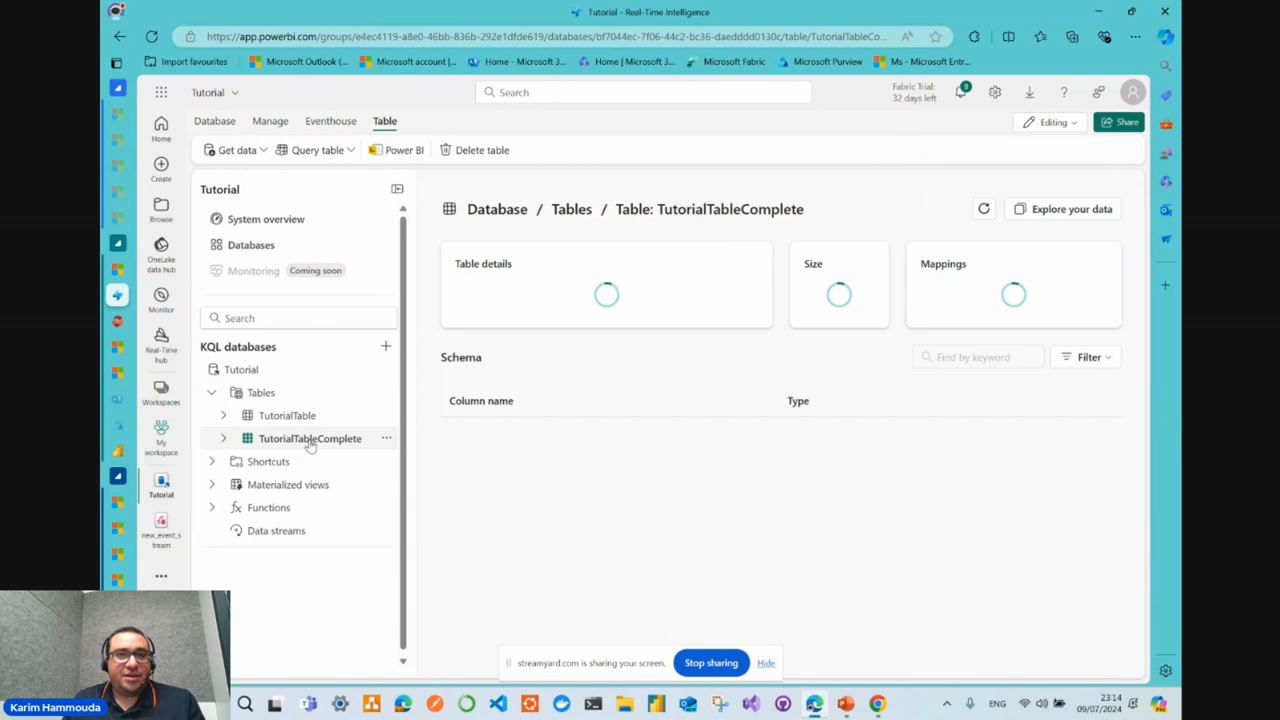 Tutorial - Real-Time Intelligence
https://app.powerbi.com/groups/e4ec4119-a8e0-46bb-836b-292e1dfde619/databases/bf7044ec-7f06-44c2-bc36-daedddd0130c/table/TutorialTableCo...
Import favourites
Microsoft Outlook (...
Microsoft account |...
Home - Microsoft 3...
Home | Microsoft 3...
Microsoft Fabric
Microsoft Purview
Ms - Microsoft Entr...
Tutorial
Search
Fabric Trial:
32 days left
8
Database
Manage
Eventhouse
Table
Editing
Share
Get data
Query table
Power BI
Delete table
Home
Create
Browse
OneLake
data hub
Monitor
Real-Time
hub
Workspaces
My
workspace
Tutorial
new_event_s
tream
Tutorial
System overview
Databases
Monitoring
Coming soon
Search
KQL databases
Tutorial
Tables
TutorialTable
TutorialTableComplete
Shortcuts
Materialized views
Functions
Data streams
Database / Tables / Table: TutorialTableComplete
Explore your data
Table details
Size
Mappings
Schema
Find by keyword
Filter
Column name
Type
streamyard.com is sharing your screen.
Stop sharing
Hide
Karim Hammouda
ENG
23:14
09/07/2024